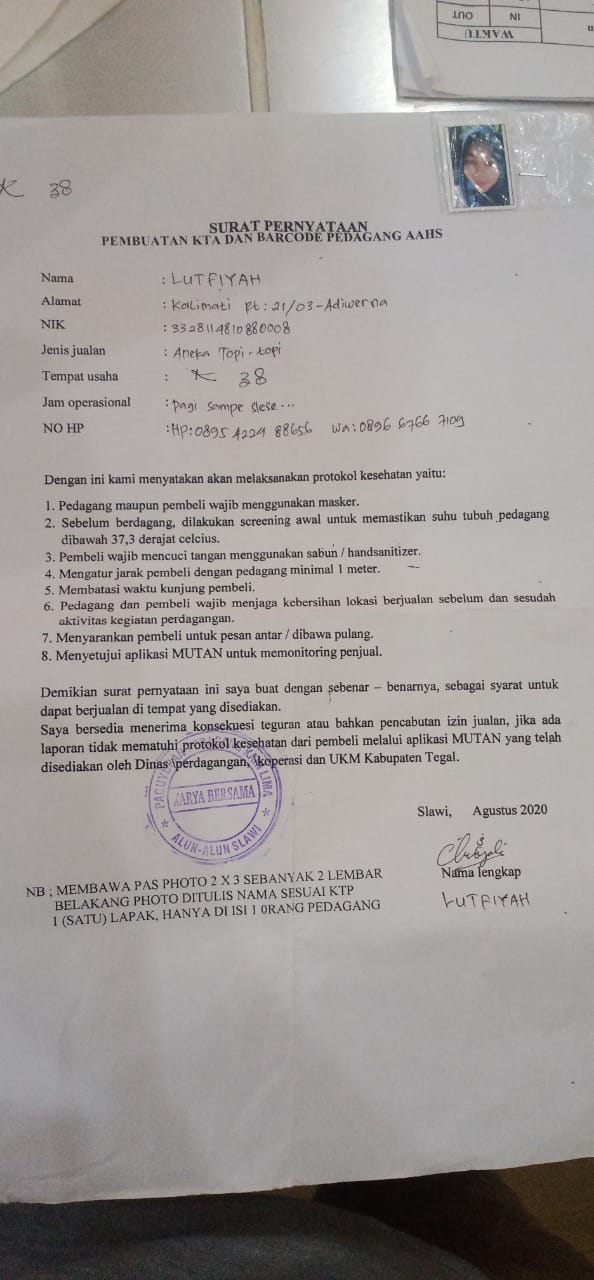 IN OUT
WAKTU
K 38
SURAT PERNYATAAN
PEMBUATAN KTA DAN BARCODE PEDAGANG AAHS
Nama : LUTFIYAH
Alamat : Kalimati Rt : 21/03 - Adiwerna
NIK : 3328114810880008
Jenis jualan : Aneka Topi - topi
Tempat usaha : K 38
Jam operasional : pagi sampe slese...
NO HP : HP: 0895 4224 88656 wa: 0896 6766 7109
Dengan ini kami menyatakan akan melaksanakan protokol kesehatan yaitu:
1. Pedagang maupun pembeli wajib menggunakan masker.
2. Sebelum berdagang, dilakukan screening awal untuk memastikan suhu tubuh pedagang
dibawah 37,3 derajat celcius.
3. Pembeli wajib mencuci tangan menggunakan sabun / handsanitizer.
4. Mengatur jarak pembeli dengan pedagang minimal 1 meter.
5. Membatasi waktu kunjung pembeli.
6. Pedagang dan pembeli wajib menjaga kebersihan lokasi berjualan sebelum dan sesudah
aktivitas kegiatan perdagangan.
7. Menyarankan pembeli untuk pesan antar / dibawa pulang.
8. Menyetujui aplikasi MUTAN untuk memonitoring penjual.
Demikian surat pernyataan ini saya buat dengan sebenar – benarnya, sebagai syarat untuk
dapat berjualan di tempat yang disediakan.
Saya bersedia menerima konsekuesi teguran atau bahkan pencabutan izin jualan, jika ada
laporan tidak mematuhi protokol kesehatan dari pembeli melalui aplikasi MUTAN yang telah
disediakan oleh Dinas perdagangan, koperasi dan UKM Kabupaten Tegal.
KARYA BERSAMA
ALUN-ALUN SLAWI
Slawi, Agustus 2020
Nama lengkap
LUTFIYAH
NB ; MEMBAWA PAS PHOTO 2 X 3 SEBANYAK 2 LEMBAR
BELAKANG PHOTO DITULIS NAMA SESUAI KTP
1 (SATU) LAPAK, HANYA DI ISI 1 0RANG PEDAGANG